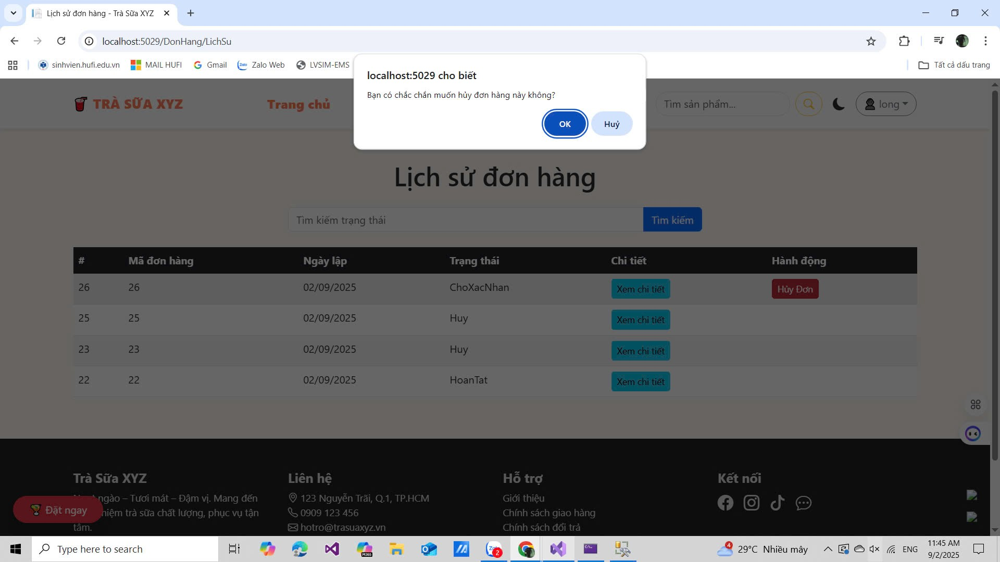 Lịch sử đơn hàng - Trà Sữa XYZ
localhost:5029/DonHang/LichSu
sinhvien.hufi.edu.vn MAIL HUFI Gmail Zalo Web LVSIM-EMS Tất cả dấu trang
localhost:5029 cho biết
Bạn có chắc chắn muốn hủy đơn hàng này không?
OK Huỷ
TRÀ SỮA XYZ Trang chủ Tìm sản phẩm... long
Lịch sử đơn hàng
Tìm kiếm trạng thái Tìm kiếm
# Mã đơn hàng Ngày lập Trạng thái Chi tiết Hành động
26 26 02/09/2025 ChoXacNhan Xem chi tiết Hủy Đơn
25 25 02/09/2025 Huy Xem chi tiết
23 23 02/09/2025 Huy Xem chi tiết
22 22 02/09/2025 HoanTat Xem chi tiết
Trà Sữa XYZ Liên hệ Hỗ trợ Kết nối
ngào – Tươi mát – Đậm vị. Mang đến 123 Nguyễn Trãi, Q.1, TP.HCM Giới thiệu
Đặt ngay
trà sữa chất lượng, phục vụ tận 0909 123 456 Chính sách giao hàng
tâm. hotro@trasuaxyz.vn Chính sách đổi trả
Type here to search M365 Zalo 2 4 29°C Nhiều mây ENG 11:45 AM
9/2/2025